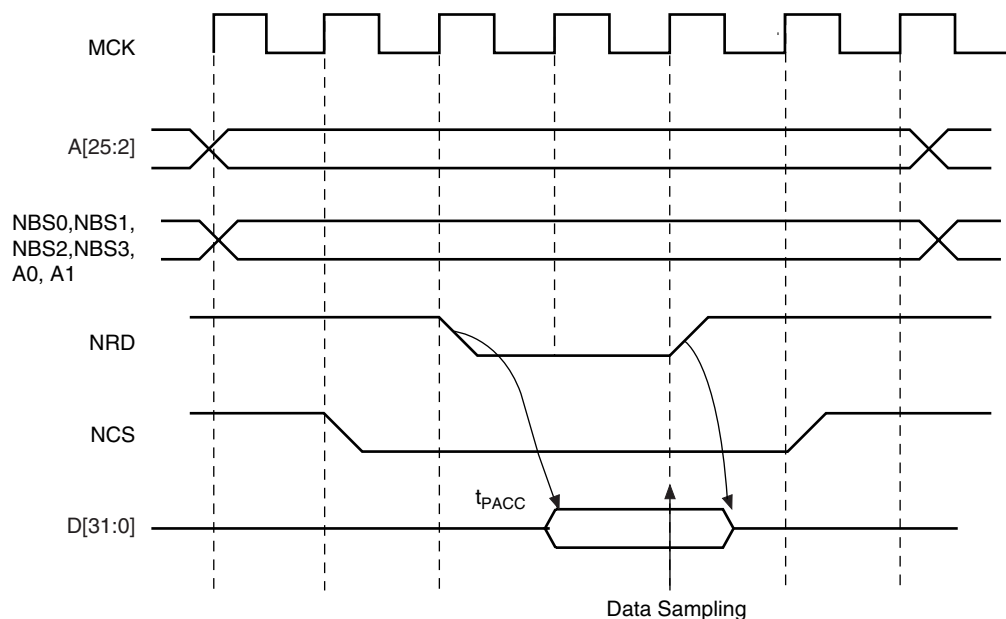 MCK
A[25:2]
NBS0,NBS1,
NBS2,NBS3,
A0, A1
NRD
NCS
tPACC
D[31:0]
Data Sampling